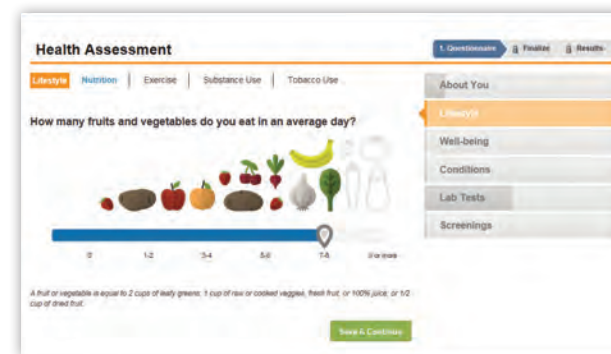 Health Assessment
1. Questionnaire Finalize Results
Lifestyle Nutrition Exercise Substance Use Tobacco Use
How many fruits and vegetables do you eat in an average day?
0 1-2 3-4 5-6 7-8 9 or more
A fruit or vegetable is equal to 2 cups of leafy greens; 1 cup of raw or cooked veggies, fresh fruit, or 100% juice; or 1/2
cup of dried fruit.
Save & Continue
About You
Lifestyle
Well-being
Conditions
Lab Tests
Screenings